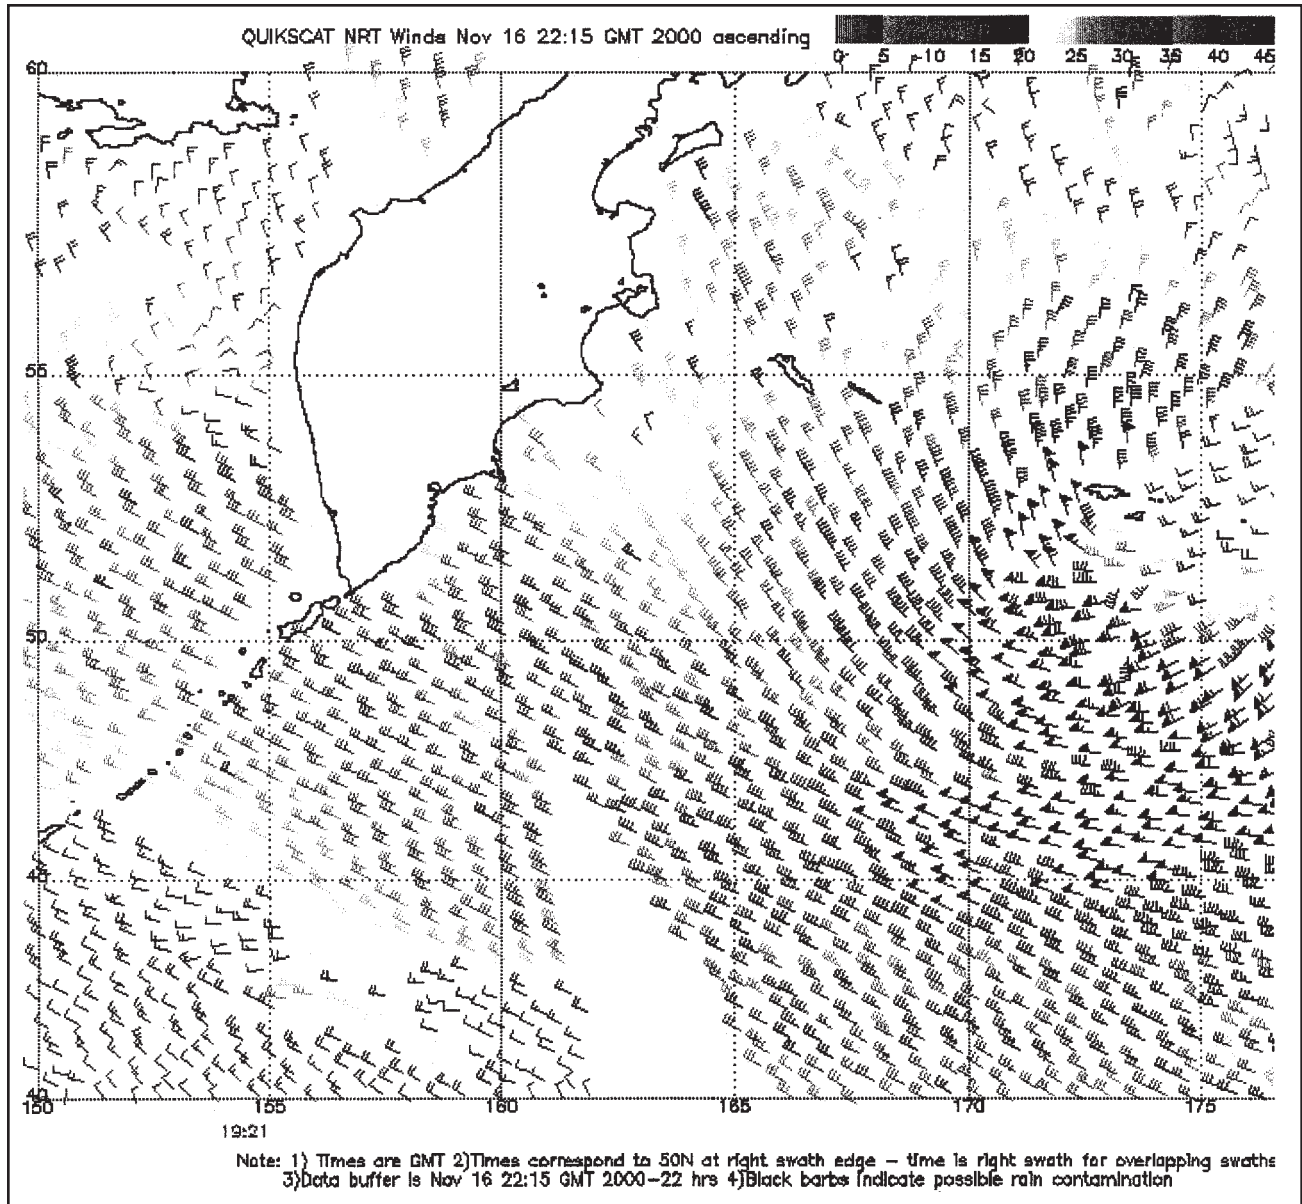 QUIKSCAT NRT Winds Nov 16 22:15 GMT 2000 ascending
0 5 10 15 20 25 30 35 40 45
60
55
50
45
40
150 155 160 165 170 175
19:21
Note: 1) Times are GMT 2)Times correspond to 50N at right swath edge – time is right swath for overlapping swaths
3)Data buffer is Nov 16 22:15 GMT 2000–22 hrs 4)Black barbs indicate possible rain contamination